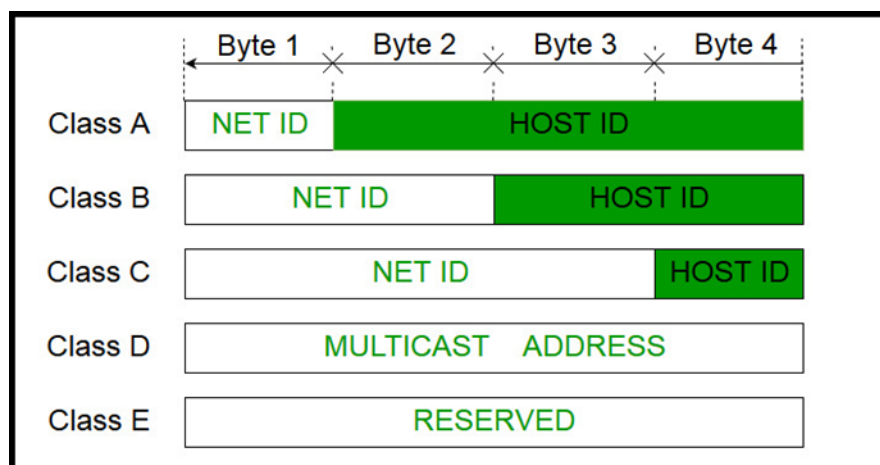 Byte 1 Byte 2 Byte 3 Byte 4
Class A NET ID HOST ID
Class B NET ID HOST ID
Class C NET ID HOST ID
Class D MULTICAST ADDRESS
Class E RESERVED